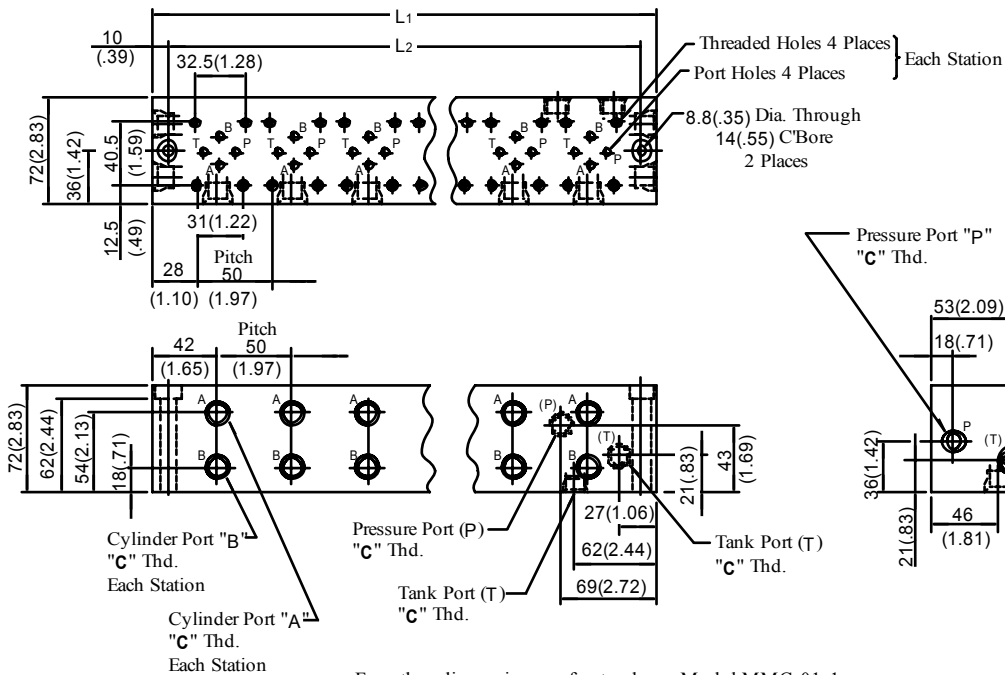 L1
L2
10
(.39)
32.5(1.28)
Threaded Holes 4 Places
Port Holes 4 Places
Each Station
8.8(.35) Dia. Through
14(.55) C'Bore
2 Places
72(2.83)
36(1.42)
40.5
(1.59)
12.5
(.49)
B B B B B
T P T P T P T P T P
A A A A A
31(1.22)
Pitch
50
(1.97)
28
(1.10)
Pressure Port "P"
"C" Thd.
53(2.09)
18(.71)
P
(T)
36(1.42)
21(.83)
46
(1.81)
42
(1.65)
Pitch
50
(1.97)
72(2.83)
62(2.44)
54(2.13)
18(.71)
A A A A (P) A
B B B B B (T)
43
(1.69)
21(.83)
27(1.06)
62(2.44)
69(2.72)
Cylinder Port "B"
"C" Thd.
Each Station
Cylinder Port "A"
"C" Thd.
Each Station
Pressure Port (P)
"C" Thd.
Tank Port (T)
"C" Thd.
Tank Port (T)
"C" Thd.